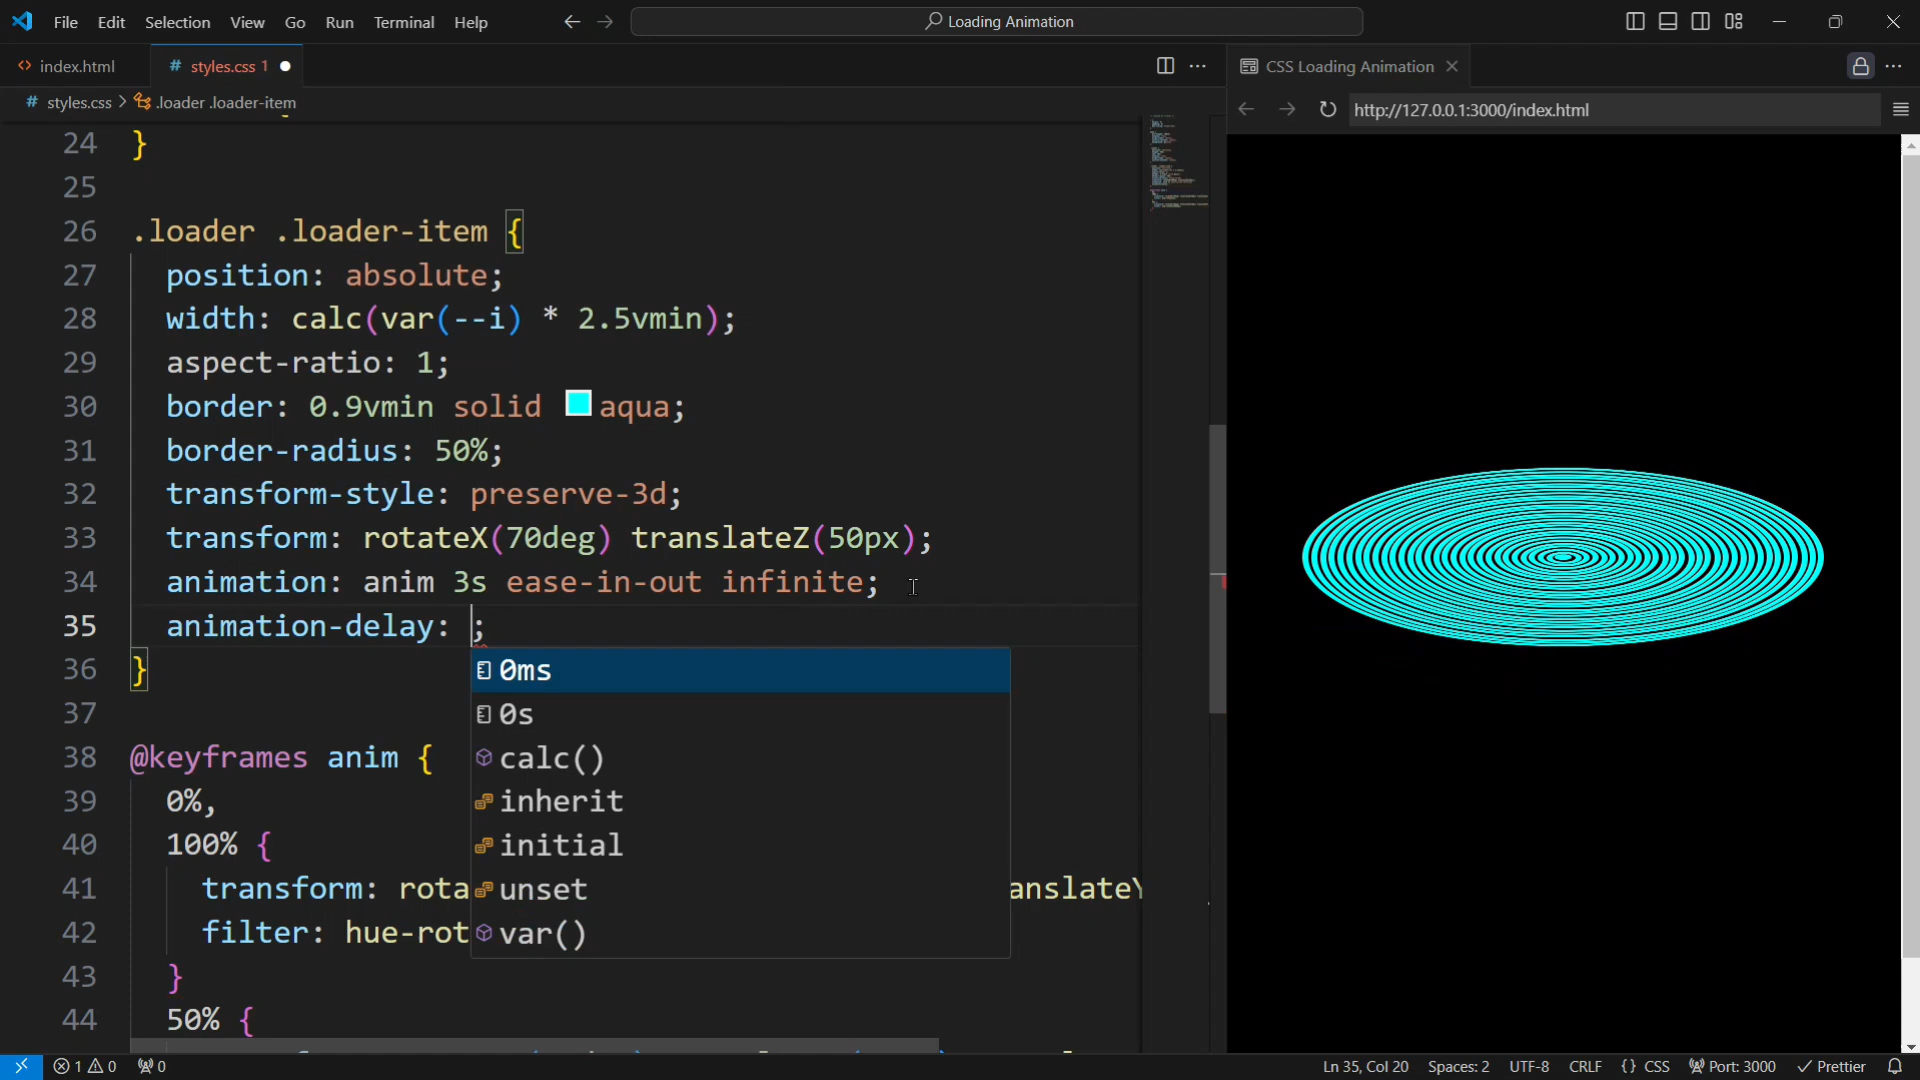 File Edit Selection View Go Run Terminal Help Loading Animation
index.html # styles.css 1 CSS Loading Animation
# styles.css > .loader .loader-item http://127.0.0.1:3000/index.html
24 }
25
26 .loader .loader-item {
27 position: absolute;
28 width: calc(var(--i) * 2.5vmin);
29 aspect-ratio: 1;
30 border: 0.9vmin solid aqua;
31 border-radius: 50%;
32 transform-style: preserve-3d;
33 transform: rotateX(70deg) translateZ(50px);
34 animation: anim 3s ease-in-out infinite;
35 animation-delay: ;
36 } 0ms
37 0s
38 @keyframes anim { calc()
39 0%, inherit
40 100% { initial
41 transform: rota unset anslateY
42 filter: hue-rot var()
43 }
44 50% {
1 0 0 Ln 35, Col 20 Spaces: 2 UTF-8 CRLF {} CSS Port: 3000 Prettier